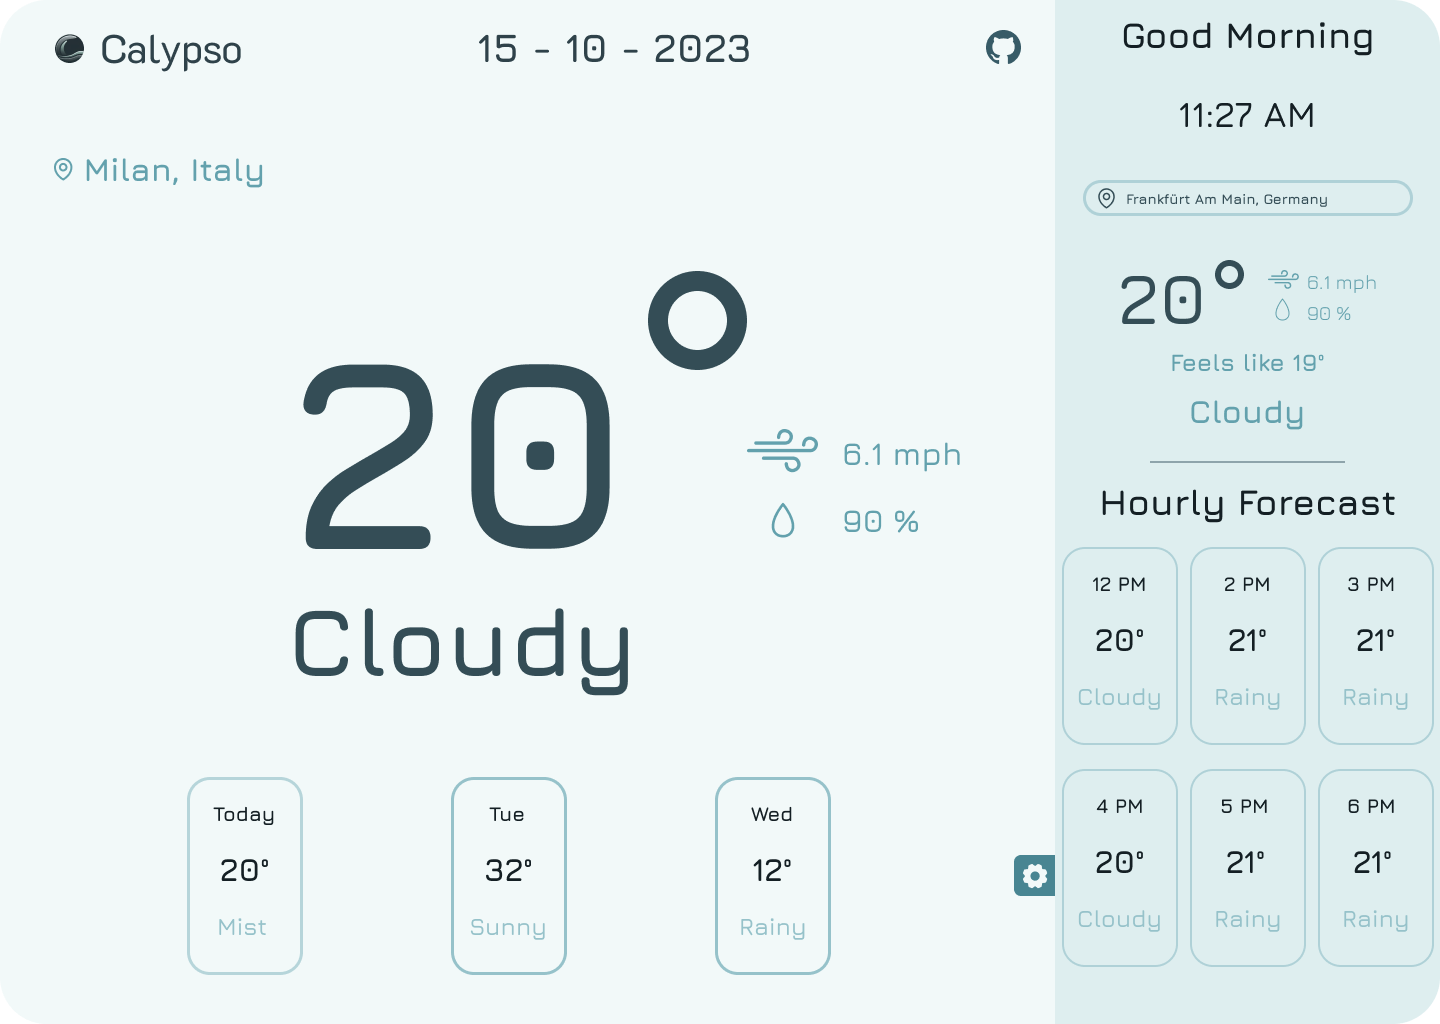 Calypso
15 - 10 - 2023
Milan, Italy
20°
6.1 mph
90 %
Cloudy
Today
20°
Mist
Tue
32°
Sunny
Wed
12°
Rainy
Good Morning
11:27 AM
Frankfürt Am Main, Germany
20°
6.1 mph
90 %
Feels like 19°
Cloudy
Hourly Forecast
12 PM
20°
Cloudy
2 PM
21°
Rainy
3 PM
21°
Rainy
4 PM
20°
Cloudy
5 PM
21°
Rainy
6 PM
21°
Rainy